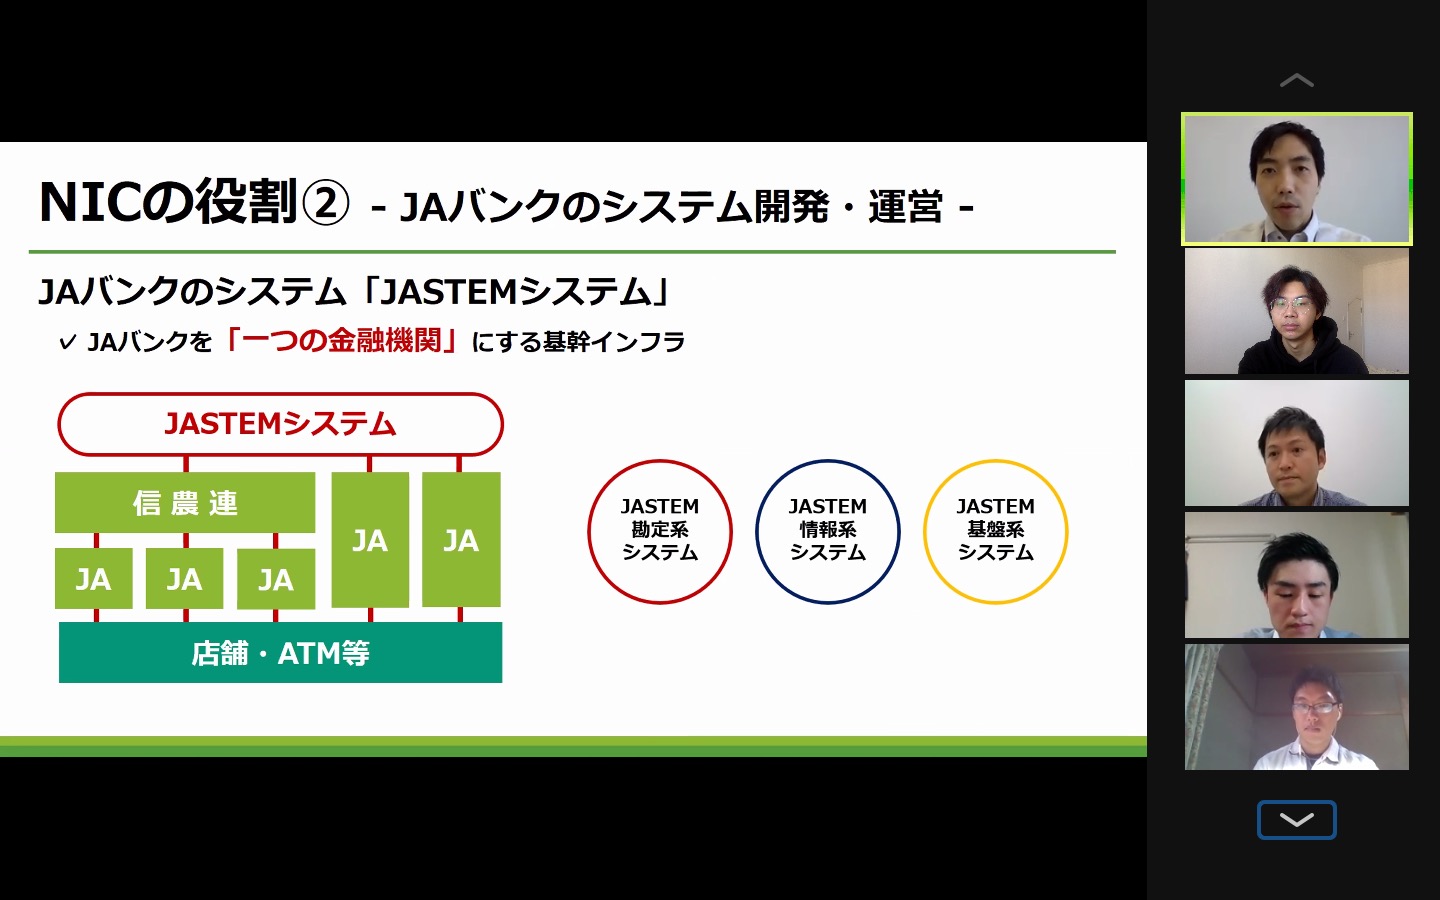 NICの役割② - JAバンクのシステム開発・運営 -
JAバンクのシステム「JASTEMシステム」
✓ JAバンクを「一つの金融機関」にする基幹インフラ
JASTEMシステム
信農連
JA
JA
JA
JA
JA
店舗・ATM等
JASTEM
勘定系
システム
JASTEM
情報系
システム
JASTEM
基盤系
システム